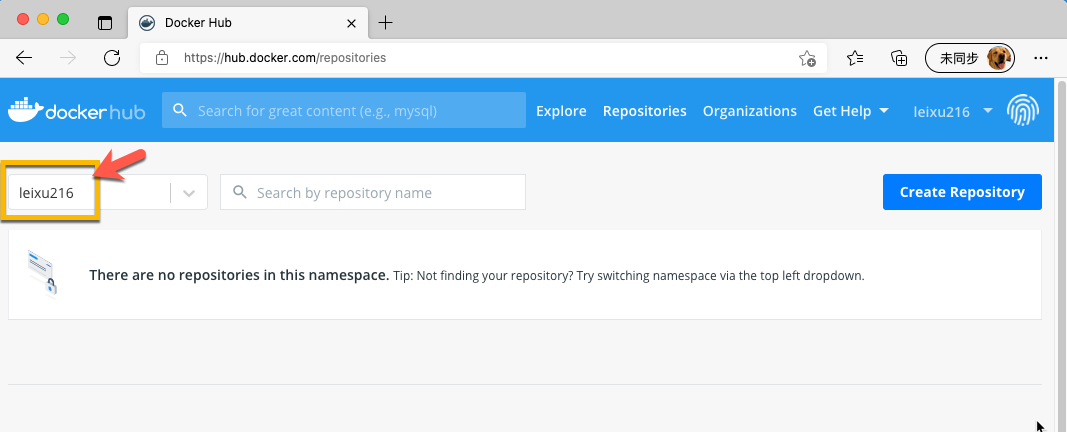 Docker Hub
https://hub.docker.com/repositories
未同步
dockerhub
Search for great content (e.g., mysql)
Explore
Repositories
Organizations
Get Help
leixu216
leixu216
Search by repository name
Create Repository
There are no repositories in this namespace. Tip: Not finding your repository? Try switching namespace via the top left dropdown.